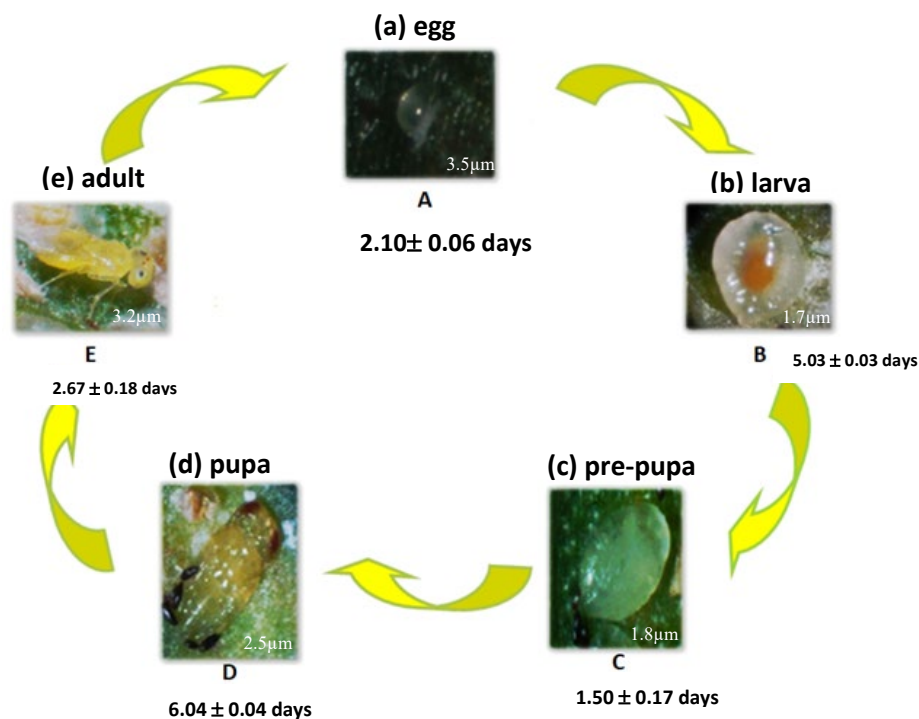 (a) egg
3.5µm
A
2.10± 0.06 days
(b) larva
1.7µm
B
5.03 ± 0.03 days
(c) pre-pupa
1.8µm
C
1.50 ± 0.17 days
(d) pupa
2.5µm
D
6.04 ± 0.04 days
(e) adult
3.2µm
E
2.67 ± 0.18 days